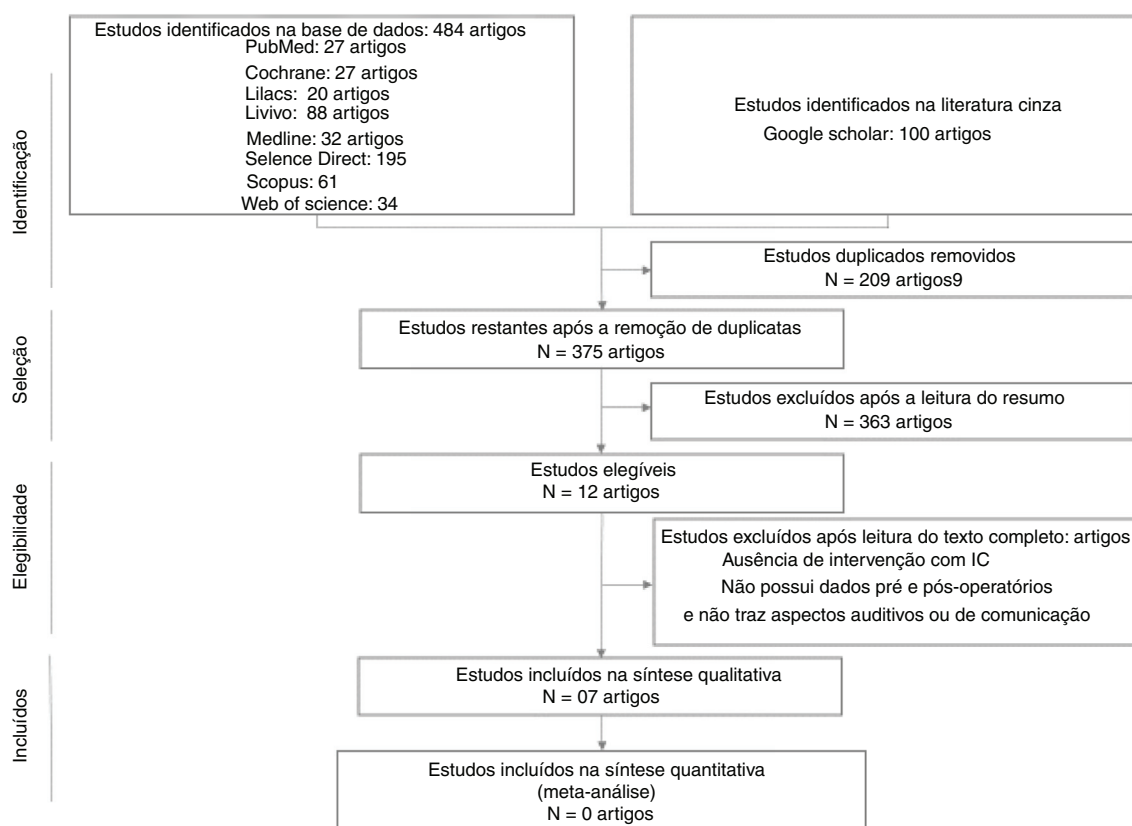 Estudos identificados na base de dados: 484 artigos
PubMed: 27 artigos
Cochrane: 27 artigos
Lilacs: 20 artigos
Livivo: 88 artigos
Medline: 32 artigos
Selence Direct: 195
Scopus: 61
Web of science: 34
Estudos identificados na literatura cinza
Google scholar: 100 artigos
Identificação
Estudos duplicados removidos
N = 209 artigos9
Seleção
Estudos restantes após a remoção de duplicatas
N = 375 artigos
Estudos excluídos após a leitura do resumo
N = 363 artigos
Elegibilidade
Estudos elegíveis
N = 12 artigos
Estudos excluídos após leitura do texto completo: artigos
Ausência de intervenção com IC
Não possui dados pré e pós-operatórios
e não traz aspectos auditivos ou de comunicação
Incluídos
Estudos incluídos na síntese qualitativa
N = 07 artigos
Estudos incluídos na síntese quantitativa
(meta-análise)
N = 0 artigos